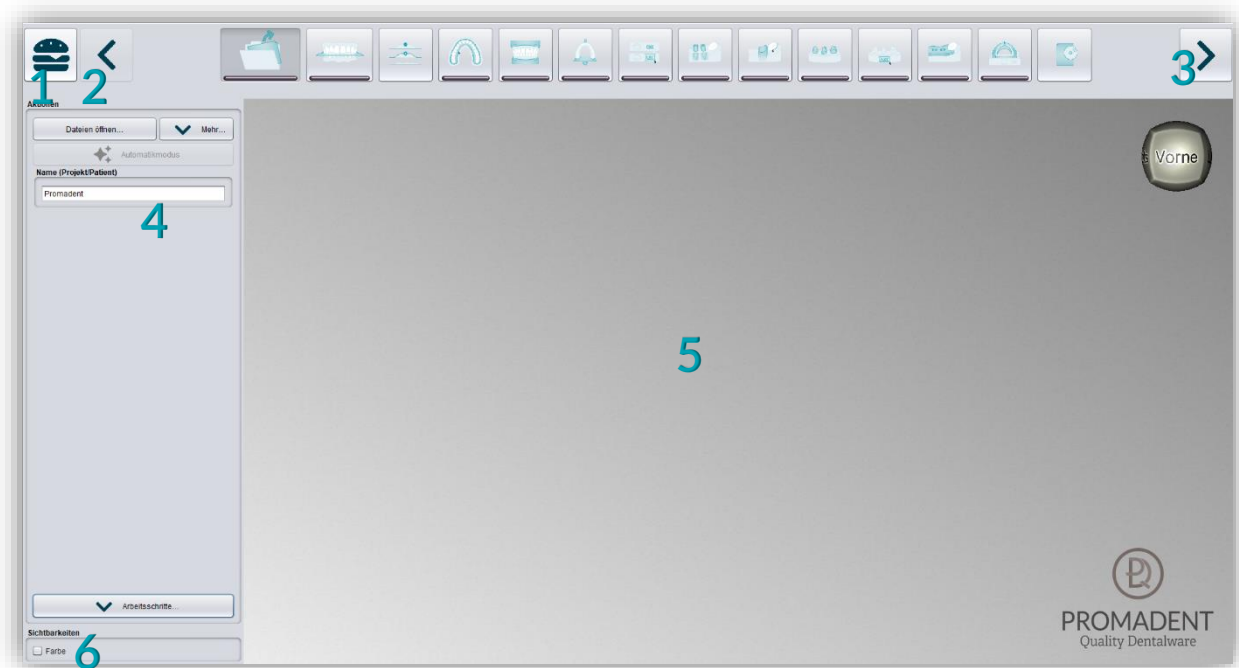 1
2
3
Aktionen
Dateien öffnen...
Mehr...
Automatikmodus
Name (Projekt/Patient)
Promadent
4
Vorne
5
Arbeitsschritte...
Sichtbarkeiten
Farbe
6
PROMADENT
Quality Dentalware